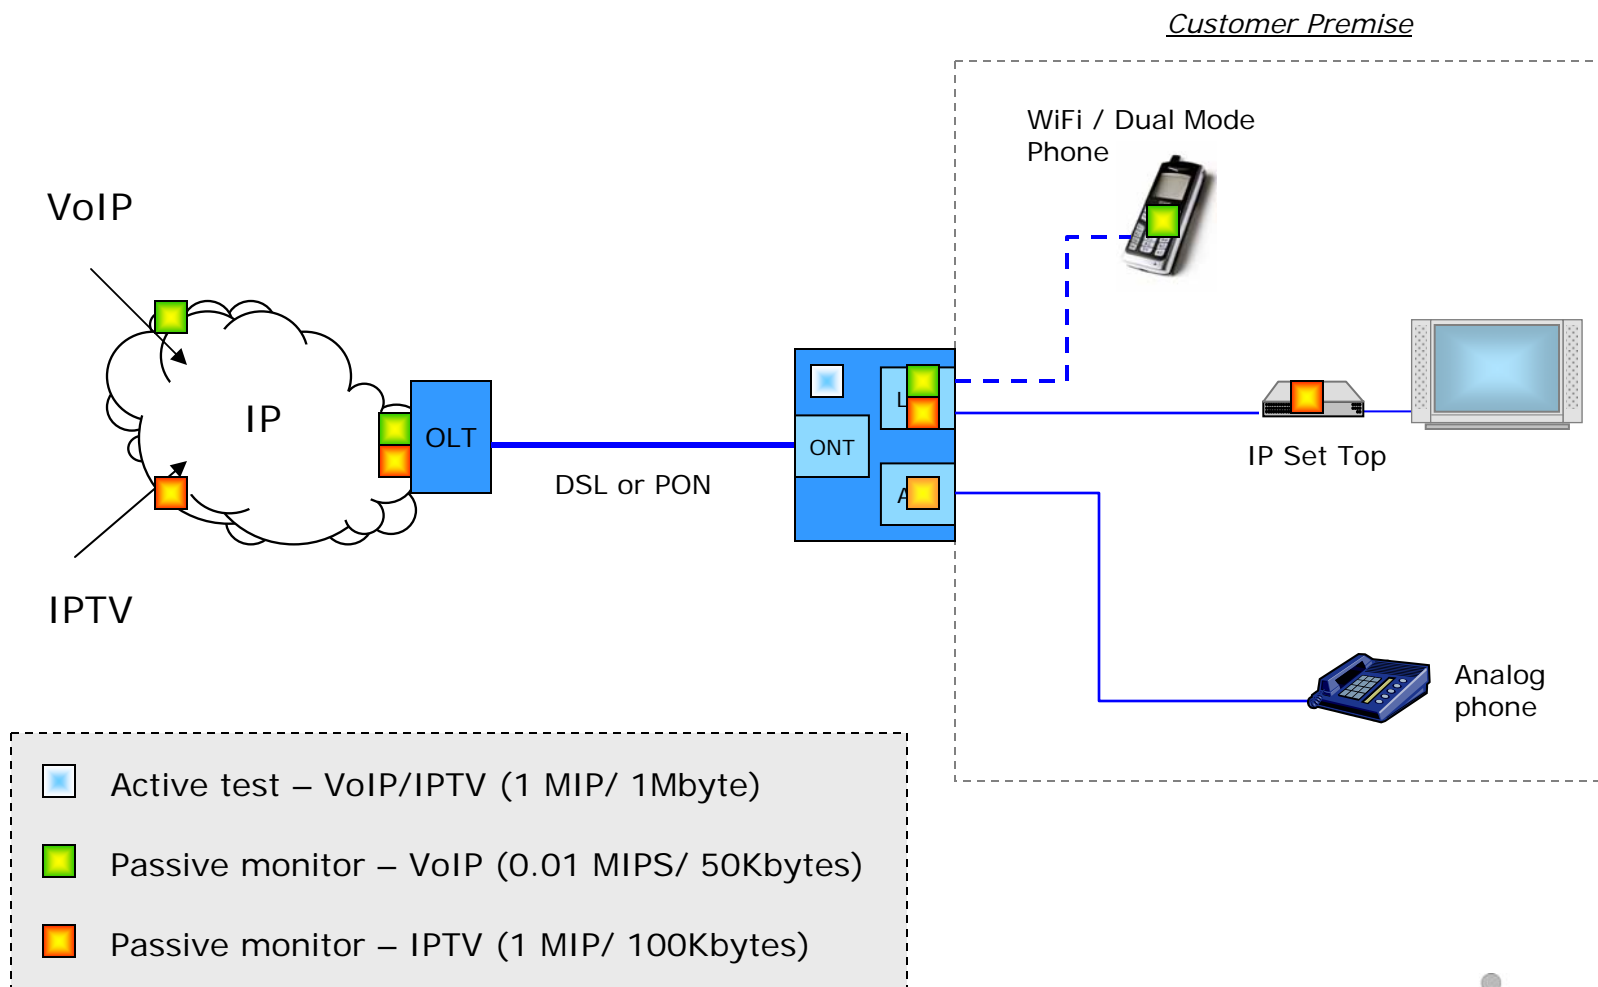 Customer Premise
WiFi / Dual Mode
Phone
VoIP
IP
OLT
ONT
DSL or PON
IP Set Top
IPTV
Analog
phone
Active test – VoIP/IPTV (1 MIP/ 1Mbyte)
Passive monitor – VoIP (0.01 MIPS/ 50Kbytes)
Passive monitor – IPTV (1 MIP/ 100Kbytes)